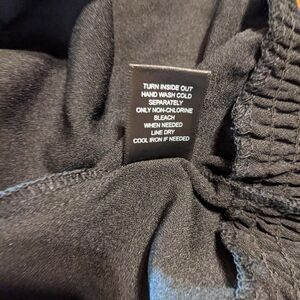 TURN INSIDE OUT
HAND WASH COLD
SEPARATELY
ONLY NON-CHLORINE
BLEACH
WHEN NEEDED
LINE DRY
COOL IRON IF NEEDED